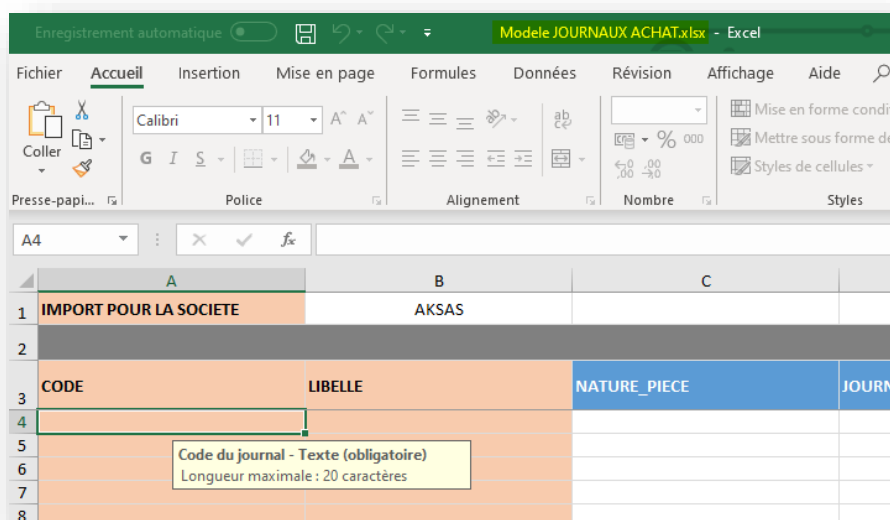 Enregistrement automatique
Modele JOURNAUX ACHAT.xlsx - Excel
Fichier Accueil Insertion Mise en page Formules Données Révision Affichage Aide
Coller
Calibri 11 A^ A˅
G I S A
ab
% 000
Mise en forme condi
Mettre sous forme de
Styles de cellules
Presse-papi... Police Alignement Nombre Styles
A4 fx
A B C
1 IMPORT POUR LA SOCIETE AKSAS
2
3 CODE LIBELLE NATURE_PIECE JOURN
4
5
Code du journal - Texte (obligatoire)
6
Longueur maximale : 20 caractères
7
8